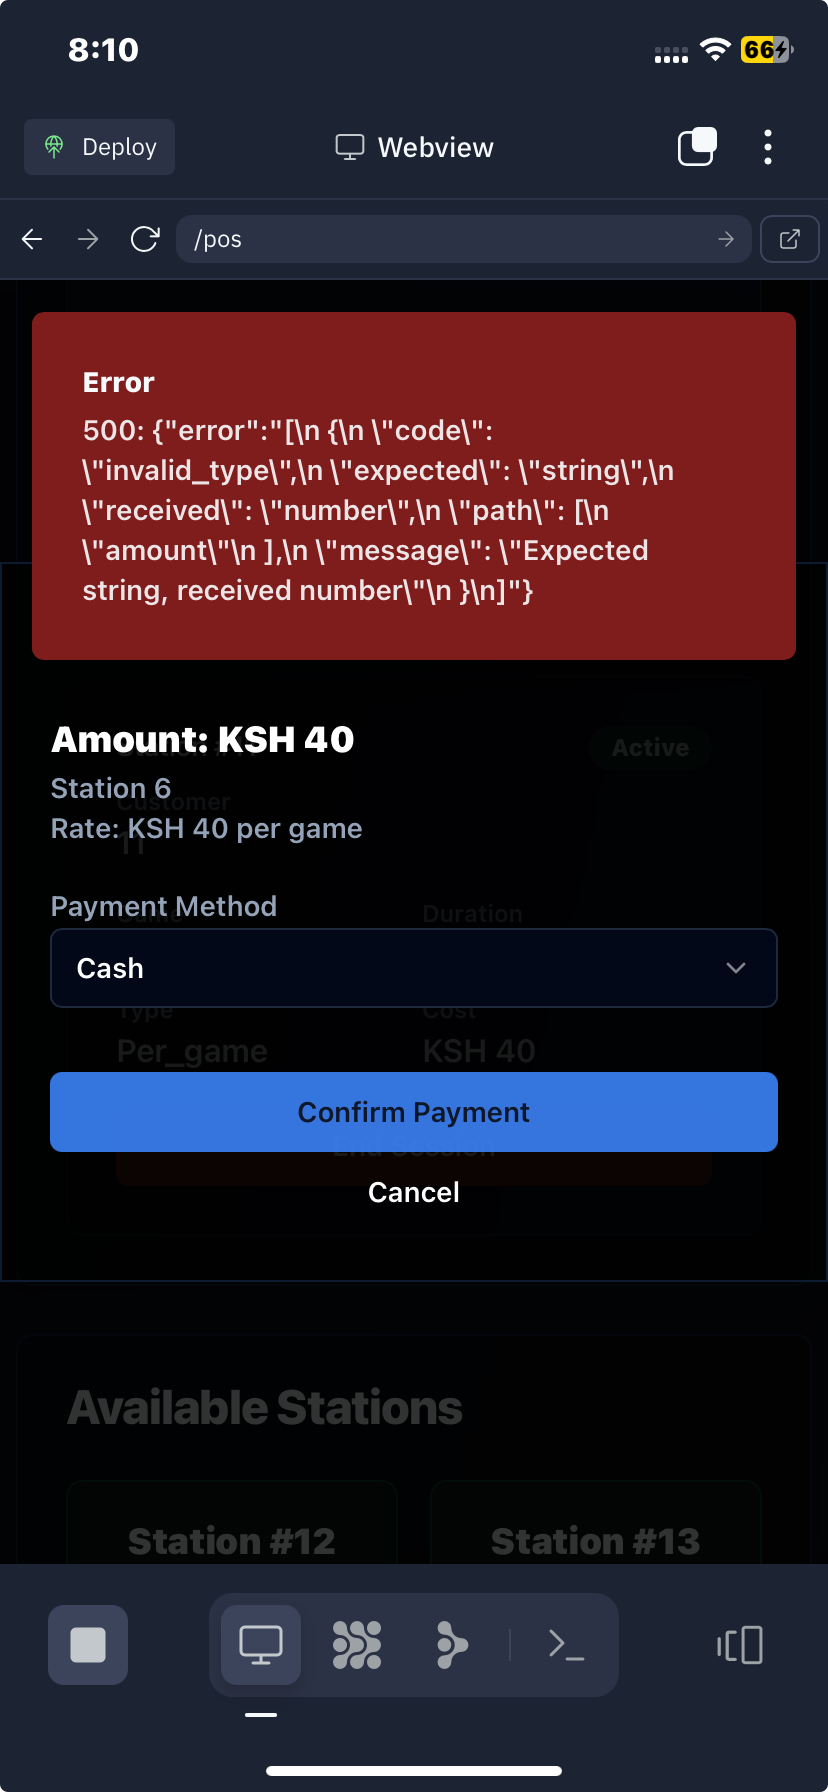 8:10
66
Deploy
Webview
/pos
Error
500: {"error":"[\n {\n \"code\":
\"invalid_type\",\n \"expected\": \"string\",\n
\"received\": \"number\",\n \"path\": [\n
\"amount\"\n ],\n \"message\": \"Expected
string, received number\"\n }\n]"}
Amount: KSH 40
Active
Station 6
Customer
Rate: KSH 40 per game
11
Payment Method
Duration
Cash
Type
Cost
Per_game
KSH 40
Confirm Payment
End Session
Cancel
Available Stations
Station #12
Station #13